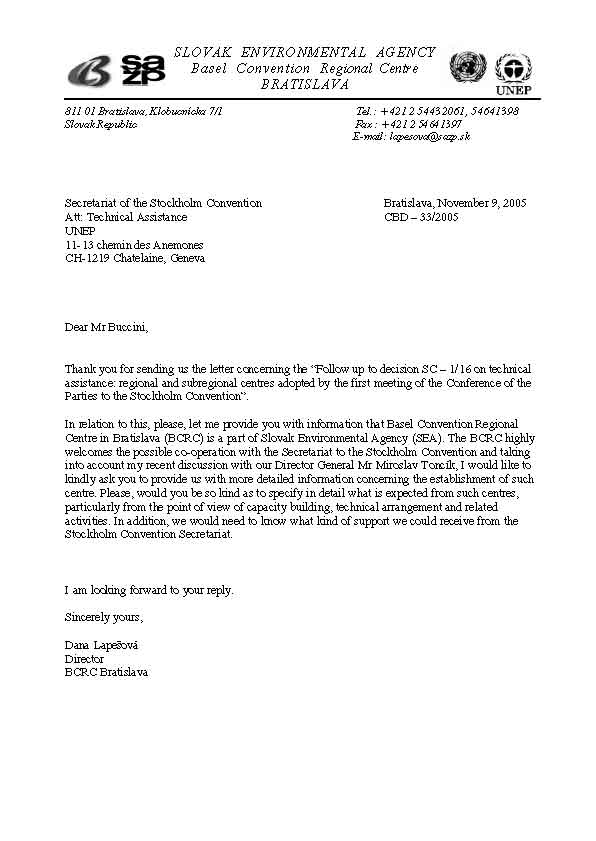 SLOVAK ENVIRONMENTAL AGENCY
Basel Convention Regional Centre
BRATISLAVA
sa
zp
UNEP
811 01 Bratislava, Klobucnicka 7/1
Slovak Republic
Tel.: +421 2 54432061, 54641398
Fax : +421 2 54641397
E-mail: lapesova@sazp.sk
Secretariat of the Stockholm Convention
Att: Technical Assistance
UNEP
11-13 chemin des Anemones
CH-1219 Chatelaine, Geneva
Bratislava, November 9, 2005
CBD – 33/2005
Dear Mr Buccini,
Thank you for sending us the letter concerning the “Follow up to decision SC – 1/16 on technical
assistance: regional and subregional centres adopted by the first meeting of the Conference of the
Parties to the Stockholm Convention”.
In relation to this, please, let me provide you with information that Basel Convention Regional
Centre in Bratislava (BCRC) is a part of Slovak Environmental Agency (SEA). The BCRC highly
welcomes the possible co-operation with the Secretariat to the Stockholm Convention and taking
into account my recent discussion with our Director General Mr Miroslav Toncík, I would like to
kindly ask you to provide us with more detailed information concerning the establishment of such
centre. Please, would you be so kind as to specify in detail what is expected from such centres,
particularly from the point of view of capacity building, technical arrangement and related
activities. In addition, we would need to know what kind of support we could receive from the
Stockholm Convention Secretariat.
I am looking forward to your reply.
Sincerely yours,
Dana Lapešová
Director
BCRC Bratislava